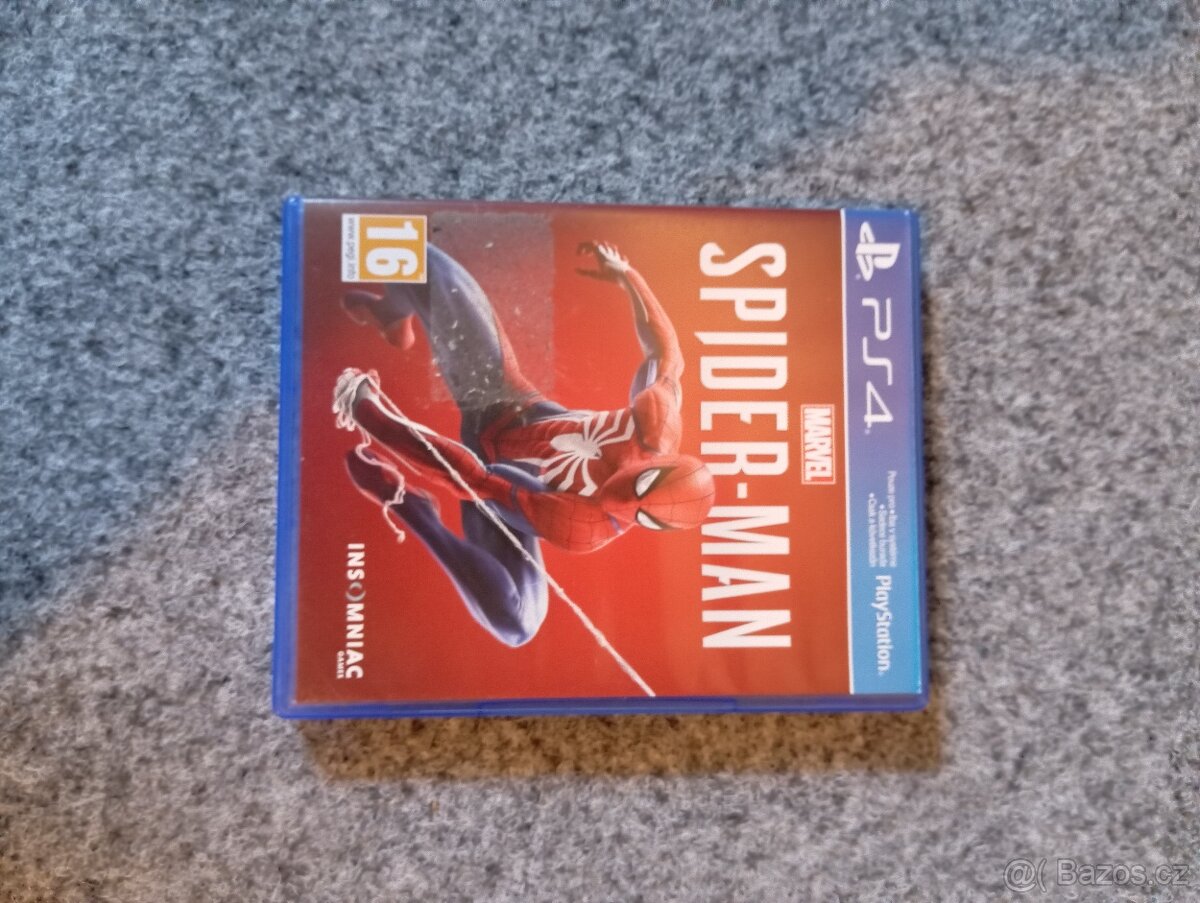 PS4
PlayStation
MARVEL
SPIDER-MAN
16
www.pegi.info
INSOMNIAC
GAMES
@( Bazos.cz